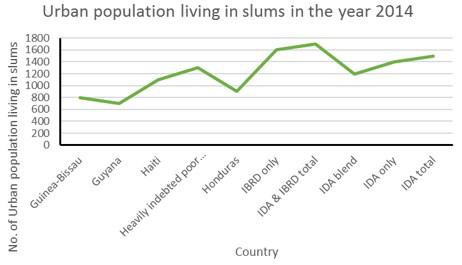 Urban population living in slums in the year 2014
No. of Urban population living in slums
1800
1600
1400
1200
1000
800
600
400
200
0
Guinea-Bissau
Guyana
Haiti
Heavily indebted poor...
Honduras
IBRD only
IDA & IBRD total
IDA blend
IDA only
IDA total
Country